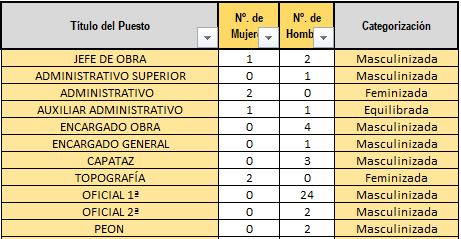 Título del Puesto Nº. de Mujere Nº. de Homb Categorización
JEFE DE OBRA 1 2 Masculinizada
ADMINISTRATIVO SUPERIOR 0 1 Masculinizada
ADMINISTRATIVO 2 0 Feminizada
AUXILIAR ADMINISTRATIVO 1 1 Equilibrada
ENCARGADO OBRA 0 4 Masculinizada
ENCARGADO GENERAL 0 1 Masculinizada
CAPATAZ 0 3 Masculinizada
TOPOGRAFÍA 2 0 Feminizada
OFICIAL 1ª 0 24 Masculinizada
OFICIAL 2ª 0 2 Masculinizada
PEON 0 2 Masculinizada